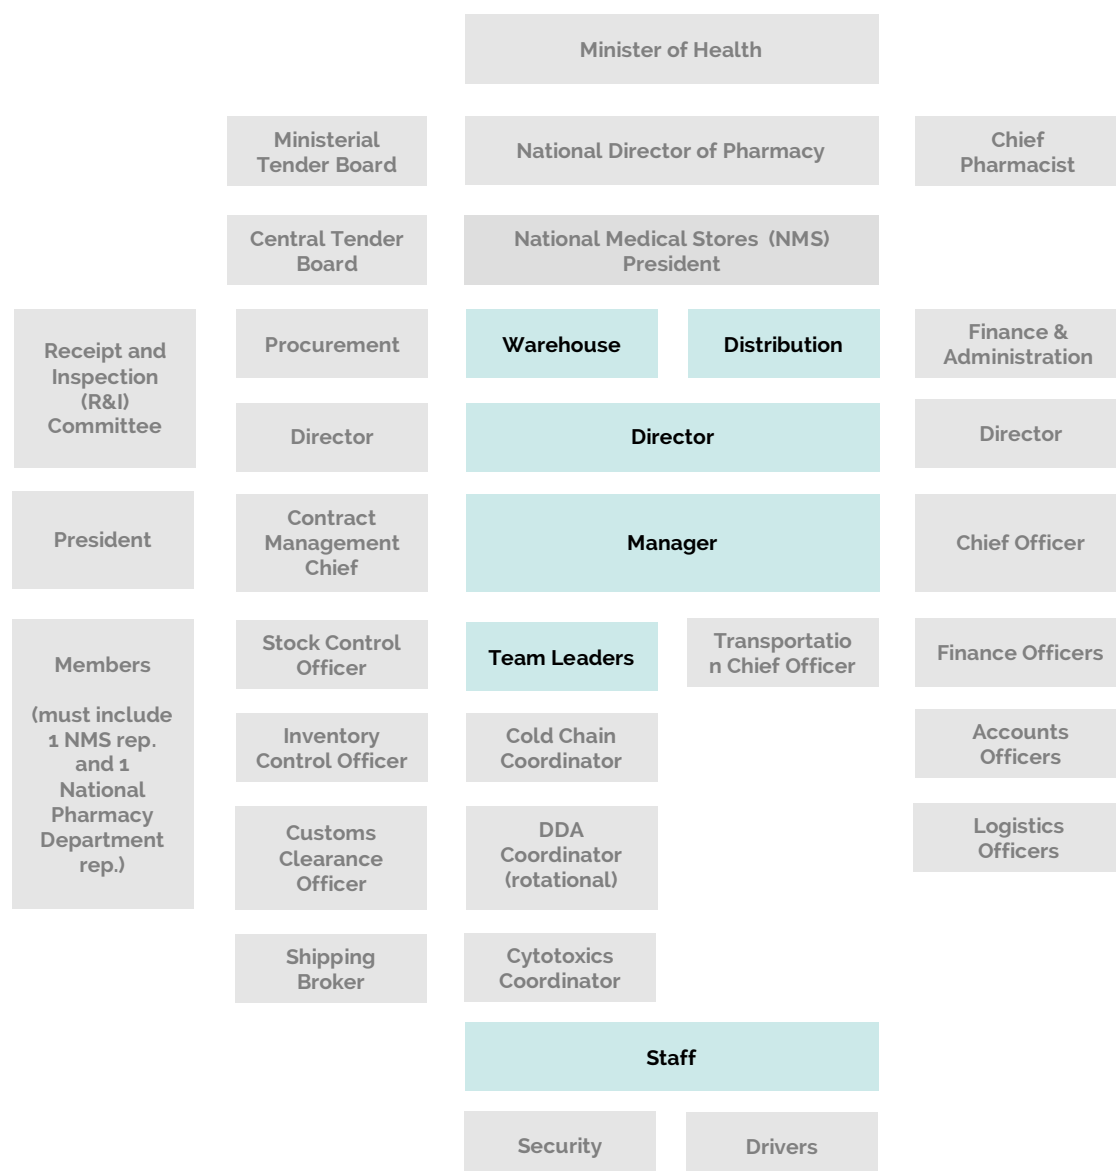 Minister of Health
Ministerial
Tender Board
National Director of Pharmacy
Chief
Pharmacist
Central Tender
Board
National Medical Stores (NMS)
President
Receipt and
Inspection
(R&I)
Committee
Procurement
Warehouse
Distribution
Finance &
Administration
Director
Director
Director
President
Contract
Management
Chief
Manager
Chief Officer
Members
(must include
1 NMS rep.
and 1
National
Pharmacy
Department
rep.)
Stock Control
Officer
Team Leaders
Transportatio
n Chief Officer
Finance Officers
Inventory
Control Officer
Cold Chain
Coordinator
Accounts
Officers
Customs
Clearance
Officer
DDA
Coordinator
(rotational)
Logistics
Officers
Shipping
Broker
Cytotoxics
Coordinator
Staff
Security
Drivers